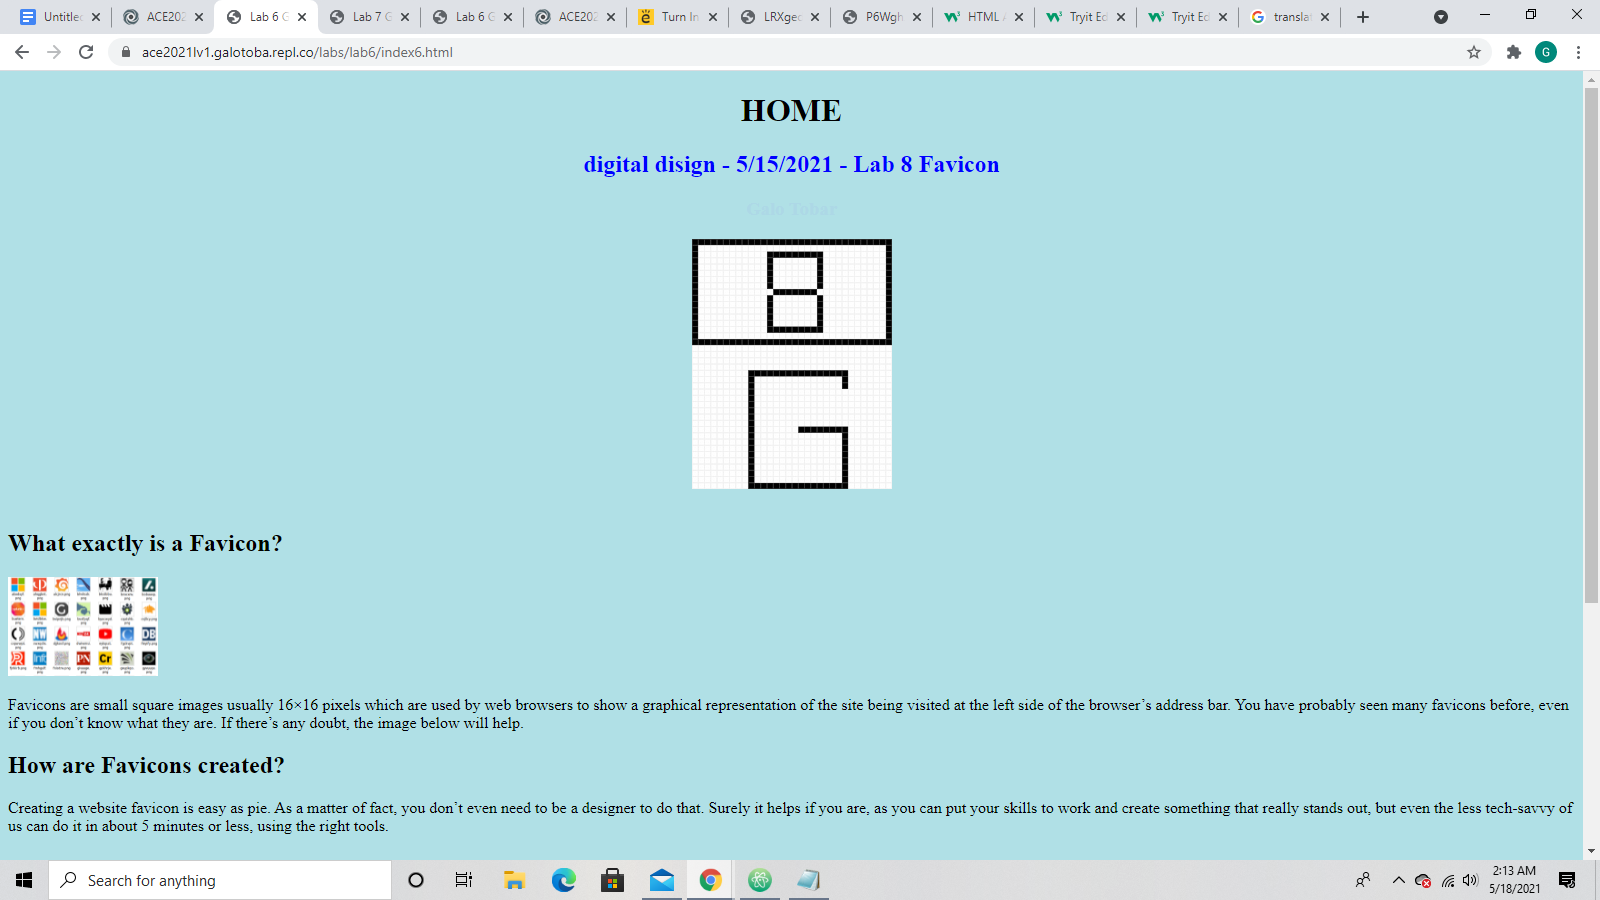 Untitle
ACE202
Lab 6 G
Lab 7 G
Lab 6 G
ACE202
Turn In
LRXgec
P6Wgh
HTML
Tryit Ed
Tryit Ed
transla
ace2021lv1.galotoba.repl.co/labs/lab6/index6.html
G
HOME
digital disign - 5/15/2021 - Lab 8 Favicon
Galo Tobar
8
G
What exactly is a Favicon?
Favicons are small square images usually 16×16 pixels which are used by web browsers to show a graphical representation of the site being visited at the left side of the browser’s address bar. You have probably seen many favicons before, even
if you don’t know what they are. If there’s any doubt, the image below will help.
How are Favicons created?
Creating a website favicon is easy as pie. As a matter of fact, you don’t even need to be a designer to do that. Surely it helps if you are, as you can put your skills to work and create something that really stands out, but even the less tech-savvy of
us can do it in about 5 minutes or less, using the right tools.
Search for anything
2:13 AM
5/18/2021